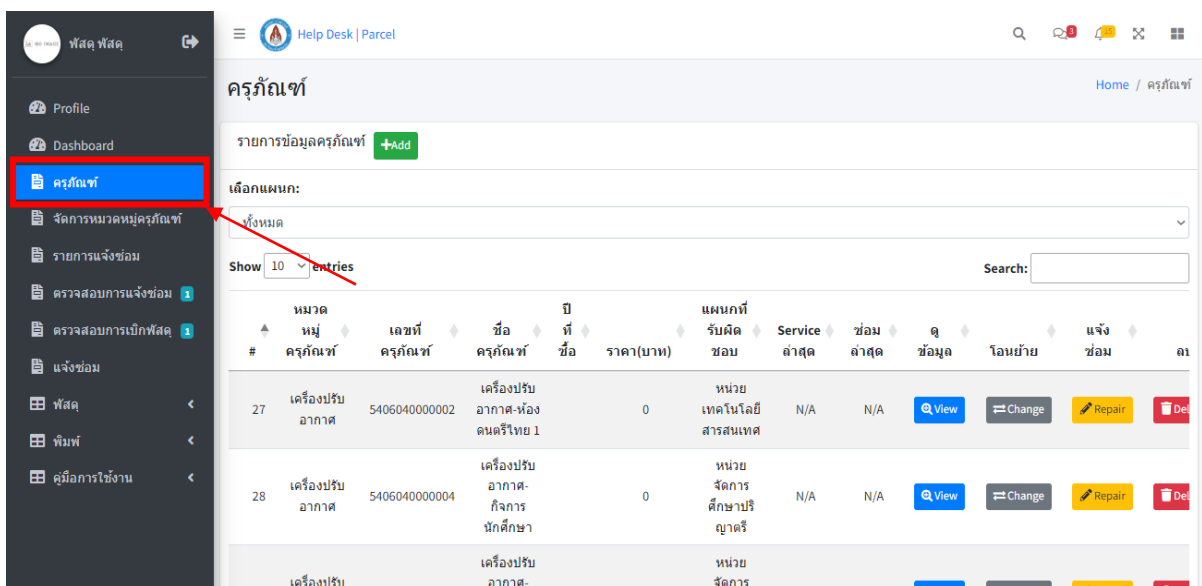 พัสดุ พัสดุ
Profile
Dashboard
ครุภัณฑ์
จัดการหมวดหมู่ครุภัณฑ์
รายการแจ้งซ่อม
ตรวจสอบการแจ้งซ่อม 1
ตรวจสอบการเบิกพัสดุ 1
แจ้งซ่อม
พัสดุ
พิมพ์
คู่มือการใช้งาน
Help Desk | Parcel
3
15
ครุภัณฑ์
Home / ครุภัณฑ์
รายการข้อมูลครุภัณฑ์ +Add
เลือกแผนก:
ทั้งหมด
Show 10 entries
Search:
# หมวดหมู่ครุภัณฑ์ เลขที่ครุภัณฑ์ ชื่อครุภัณฑ์ ปีที่ซื้อ ราคา(บาท) แผนกที่รับผิดชอบ Service ล่าสุด ซ่อมล่าสุด ดูข้อมูล โอนย้าย แจ้งซ่อม ลบ
27 เครื่องปรับอากาศ 5406040000002 เครื่องปรับอากาศ-ห้องดนตรีไทย 1 0 หน่วยเทคโนโลยีสารสนเทศ N/A N/A View Change Repair Del
28 เครื่องปรับอากาศ 5406040000004 เครื่องปรับอากาศ-กิจการนักศึกษา 0 หน่วยจัดการศึกษาปริญาตรี N/A N/A View Change Repair Del
เครื่องปรับ เครื่องปรับอากาศ- หน่วยจัดการ